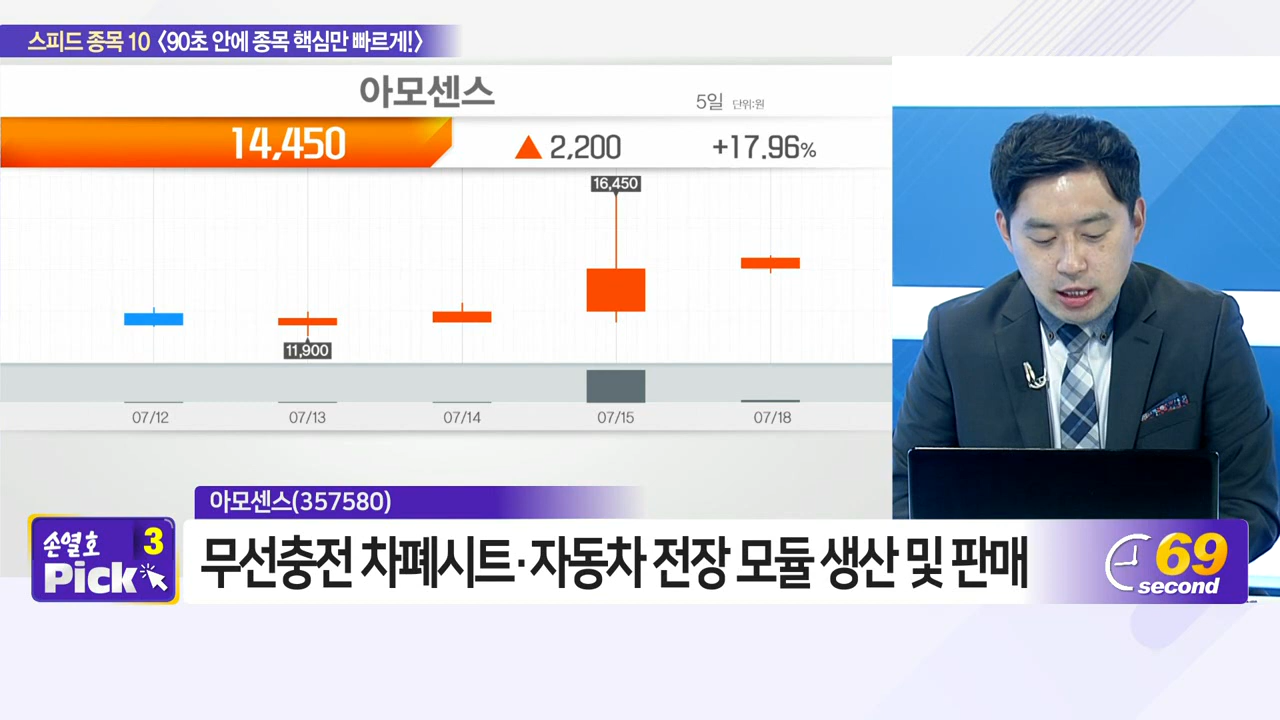 스피드 종목 10 <90초 안에 종목 핵심만 빠르게!>
아모센스
5일 단위:원
14,450 ▲2,200 +17.96%
16,450
11,900
07/12 07/13 07/14 07/15 07/18
아모센스(357580)
손열호 3
Pick
무선충전 차폐시트·자동차 전장 모듈 생산 및 판매
69
second